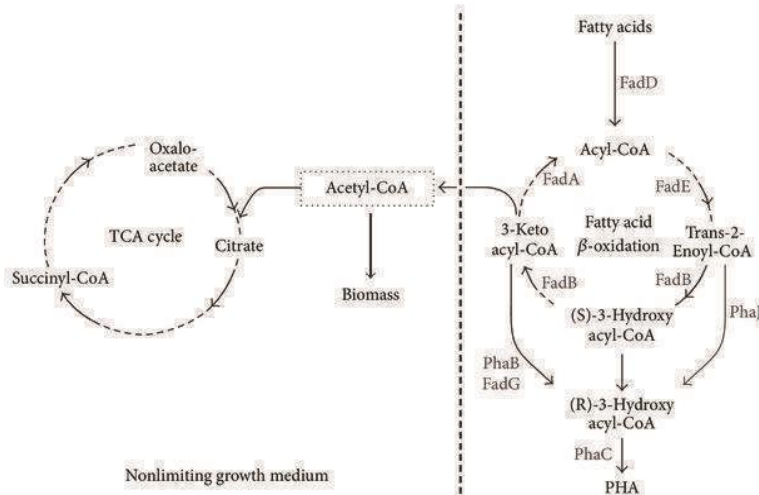 Fatty acids
FadD
Acyl-CoA
FadA
FadE
3-Keto
acyl-CoA
Fatty acid
β-oxidation
Trans-2-
Enoyl-CoA
FadB
FadB
(S)-3-Hydroxy
acyl-CoA
PhaB
FadG
(R)-3-Hydroxy
acyl-CoA
PhaC
PHA
Oxalo-
acetate
Acetyl-CoA
TCA cycle
Citrate
Succinyl-CoA
Biomass
Nonlimiting growth medium